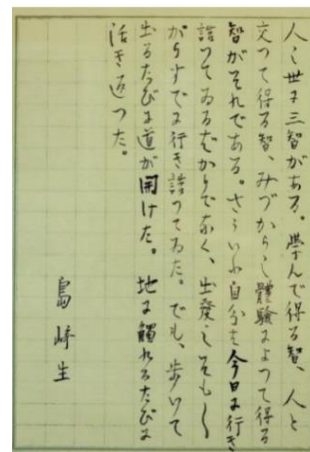 人の世に三智がある。學んで得る智、人と
交つて得る智、みづからの體驗によつて得る
智がそれである。さういふ自分も今日は行き
詰つてゐるばかりでなく、出發のそもそも
からすでに行き詰つてゐた。でも、歩いて
出るたびに道が開けた。地に觸れるたびに
活き返つた。
島崎生